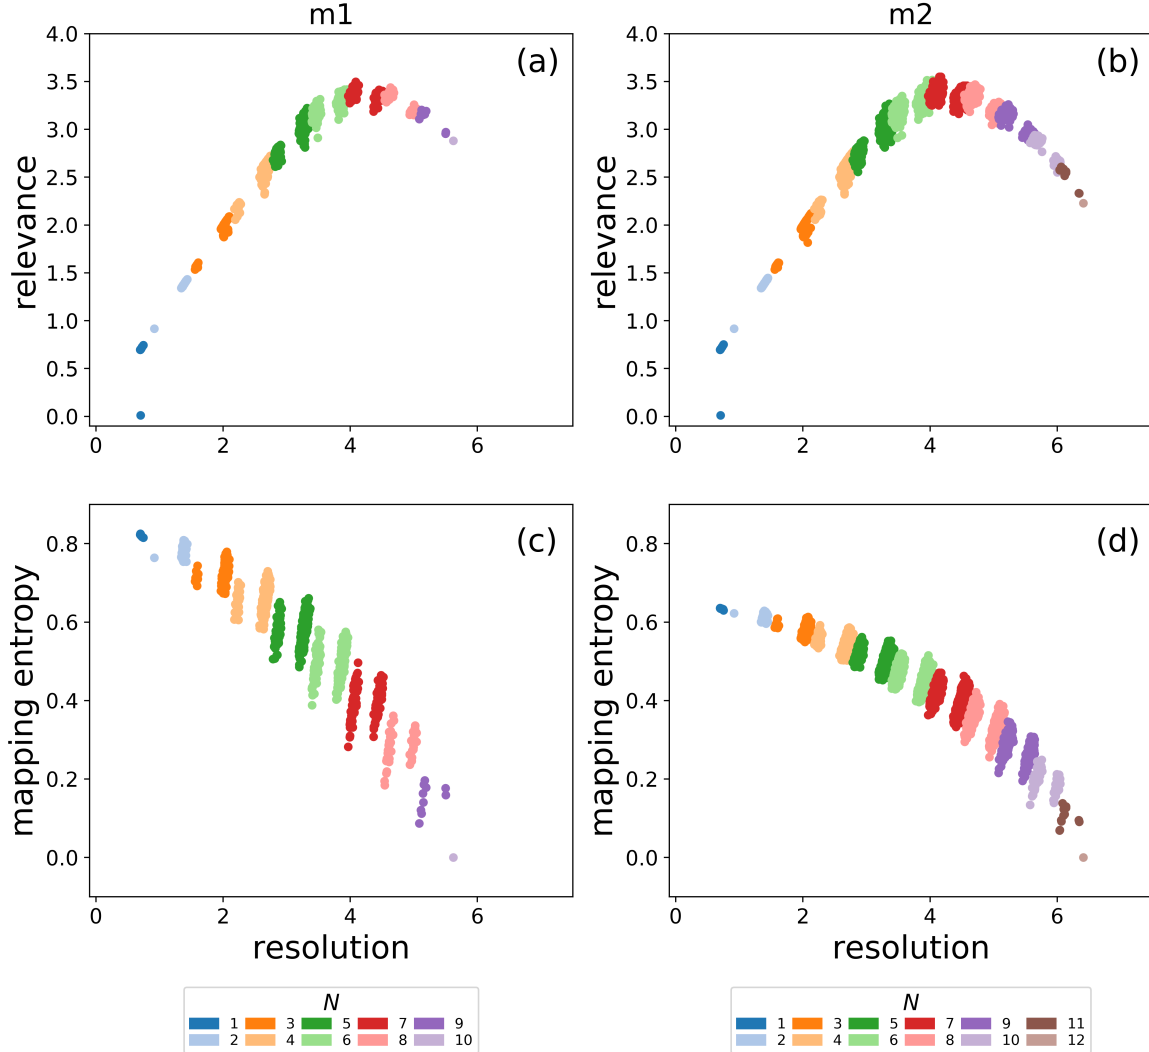 m1
m2
(a)
(b)
relevance
4.0
3.5
3.0
2.5
2.0
1.5
1.0
0.5
0.0
0 2 4 6
relevance
4.0
3.5
3.0
2.5
2.0
1.5
1.0
0.5
0.0
0 2 4 6
(c)
(d)
mapping entropy
0.8
0.6
0.4
0.2
0.0
0 2 4 6
resolution
mapping entropy
0.8
0.6
0.4
0.2
0.0
0 2 4 6
resolution
N
1 3 5 7 9
2 4 6 8 10
N
1 3 5 7 9 11
2 4 6 8 10 12